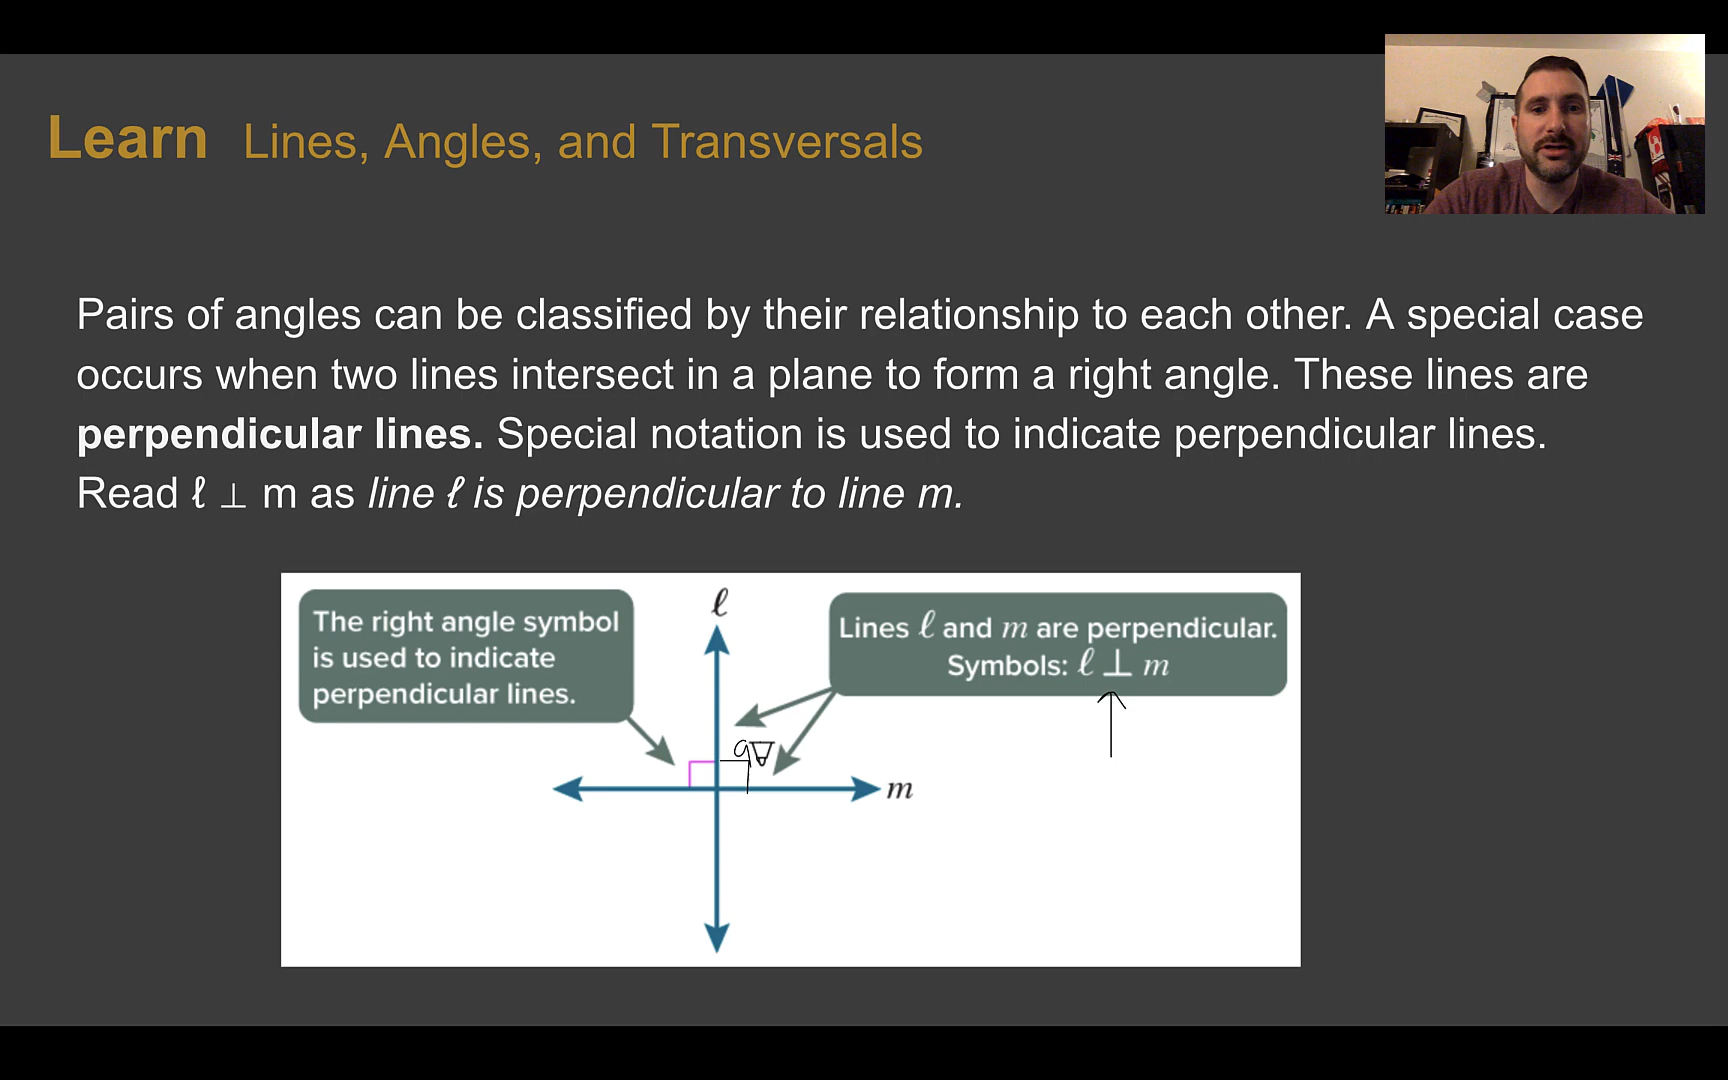 Learn Lines, Angles, and Transversals
Pairs of angles can be classified by their relationship to each other. A special case
occurs when two lines intersect in a plane to form a right angle. These lines are
perpendicular lines. Special notation is used to indicate perpendicular lines.
Read ℓ ⊥ m as line ℓ is perpendicular to line m.
The right angle symbol
is used to indicate
perpendicular lines.
ℓ
Lines ℓ and m are perpendicular.
Symbols: ℓ ⊥ m
9
m